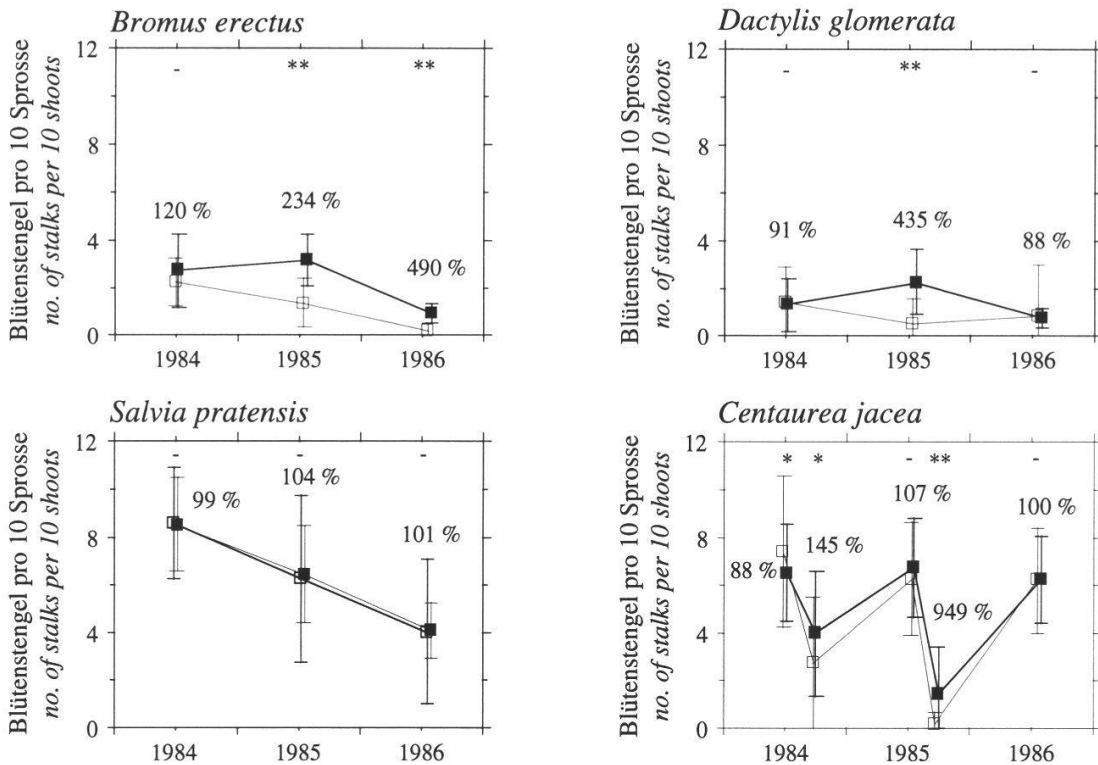 Bromus erectus
Blütenstengel pro 10 Sprosse
no. of stalks per 10 shoots
12
8
4
0
- ** **
120 %
234 %
490 %
1984 1985 1986
Dactylis glomerata
Blütenstengel pro 10 Sprosse
no. of stalks per 10 shoots
12
8
4
0
- ** -
91 %
435 %
88 %
1984 1985 1986
Salvia pratensis
Blütenstengel pro 10 Sprosse
no. of stalks per 10 shoots
12
8
4
0
- - -
99 %
104 %
101 %
1984 1985 1986
Centaurea jacea
Blütenstengel pro 10 Sprosse
no. of stalks per 10 shoots
12
8
4
0
* * - ** -
88 %
145 %
107 %
949 %
100 %
1984 1985 1986